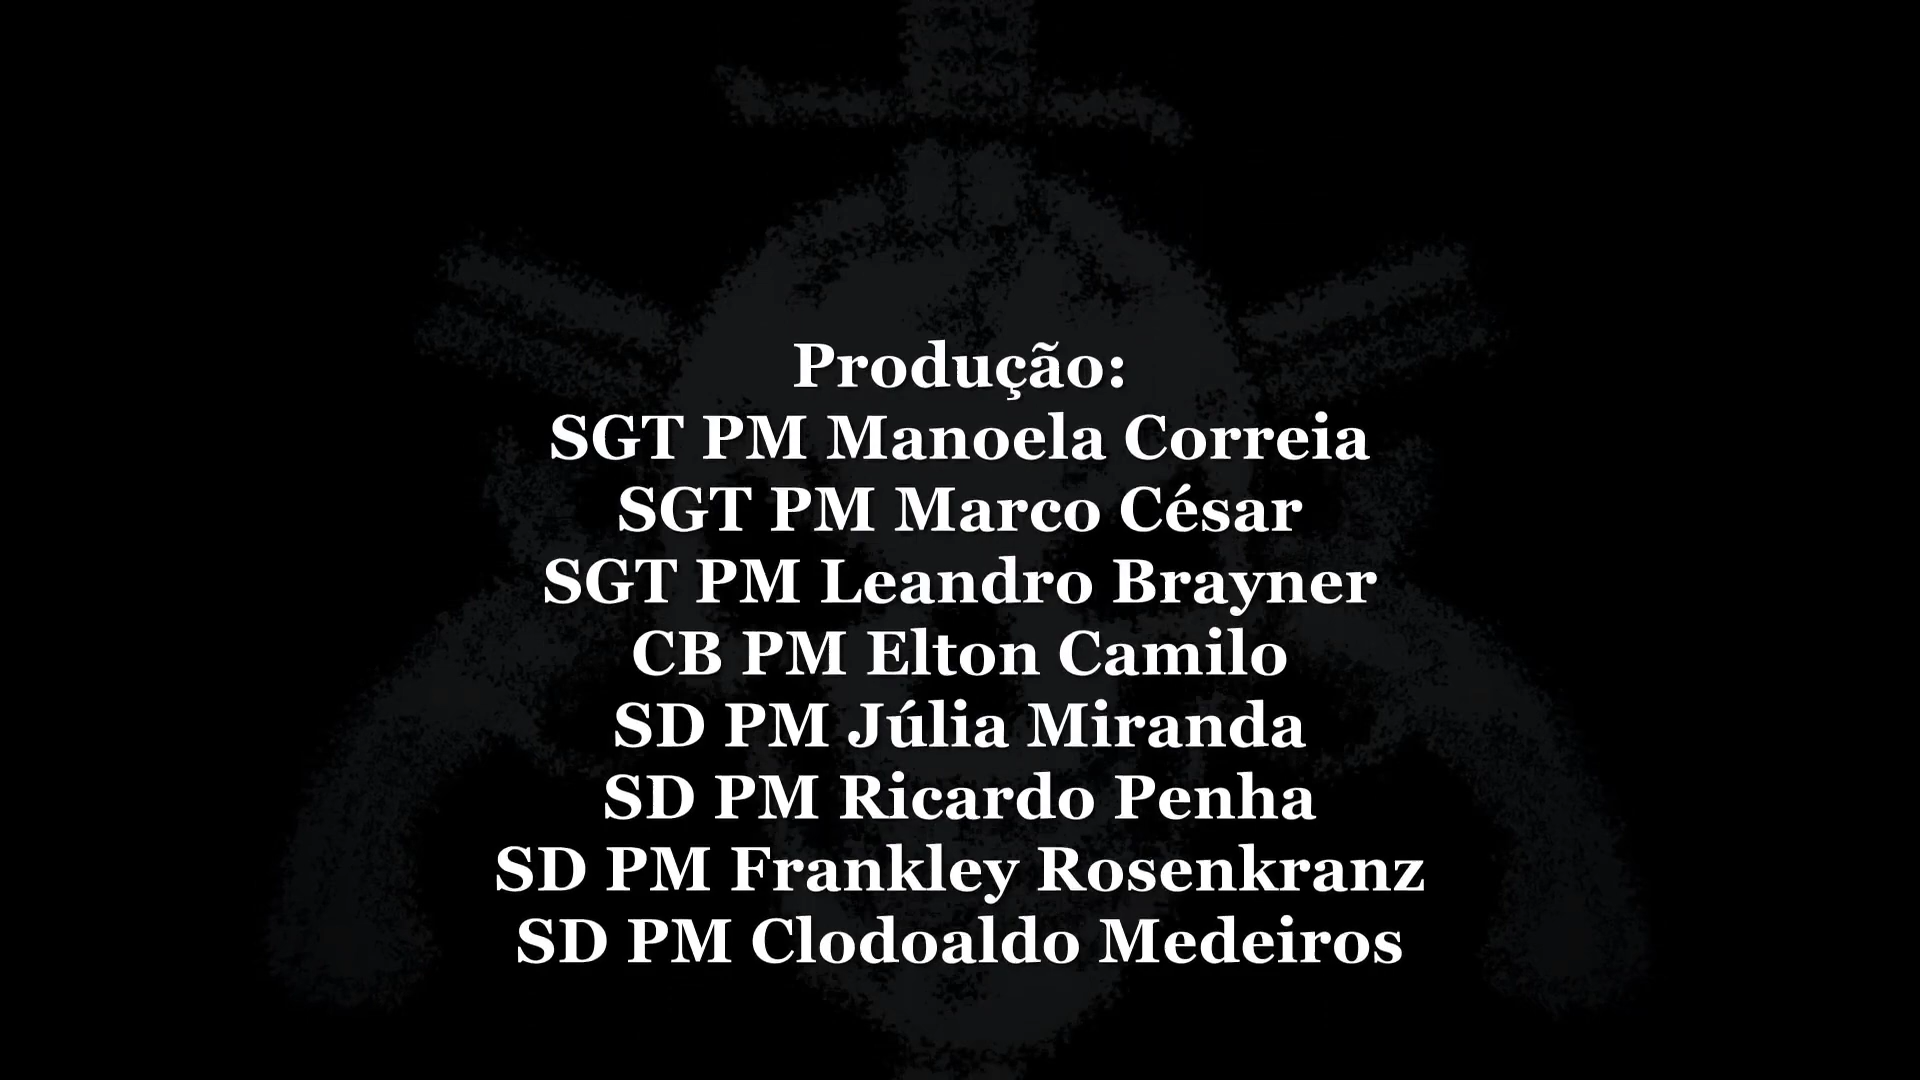 Produção:
SGT PM Manoela Correia
SGT PM Marco César
SGT PM Leandro Brayner
CB PM Elton Camilo
SD PM Júlia Miranda
SD PM Ricardo Penha
SD PM Frankley Rosenkranz
SD PM Clodoaldo Medeiros